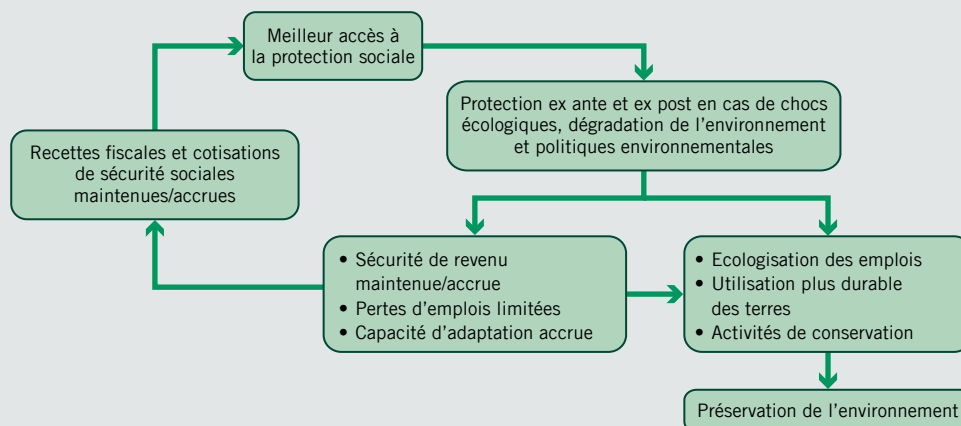 Meilleur accès à
la protection sociale
Protection ex ante et ex post en cas de chocs
écologiques, dégradation de l'environnement
et politiques environnementales
Recettes fiscales et cotisations
de sécurité sociales
maintenues/accrues
• Sécurité de revenu
maintenue/accrue
• Pertes d'emplois limitées
• Capacité d'adaptation accrue
• Ecologisation des emplois
• Utilisation plus durable
des terres
• Activités de conservation
Préservation de l'environnement